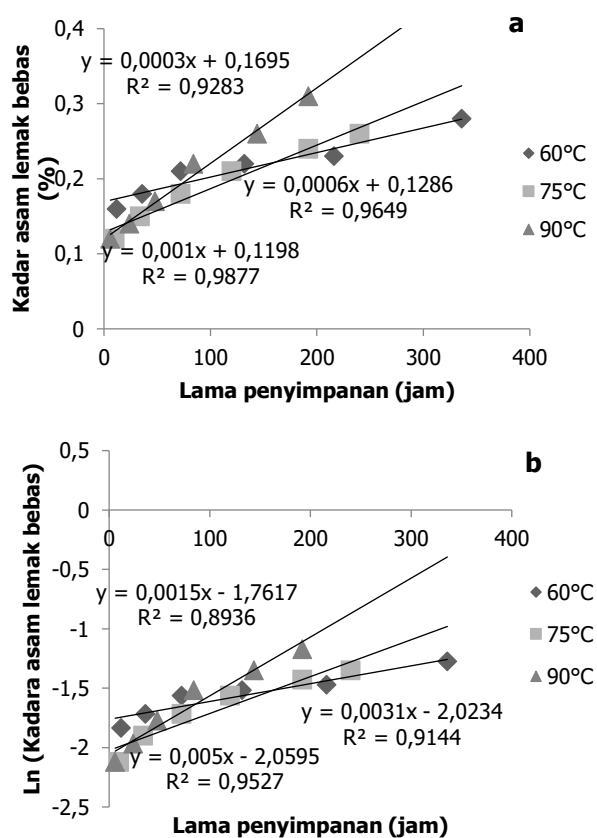 a
0,4
0,3
0,2
0,1
0
Kadar asam lemak bebas
(%)
y = 0,0003x + 0,1695
R² = 0,9283
y = 0,0006x + 0,1286
R² = 0,9649
y = 0,001x + 0,1198
R² = 0,9877
60°C
75°C
90°C
0 100 200 300 400
Lama penyimpanan (jam)
b
0,5
0
-0,5
-1
-1,5
-2
-2,5
Ln (Kadara asam lemak bebas)
0 100 200 300 400
y = 0,0015x - 1,7617
R² = 0,8936
y = 0,0031x - 2,0234
R² = 0,9144
y = 0,005x - 2,0595
R² = 0,9527
60°C
75°C
90°C
Lama penyimpanan (jam)